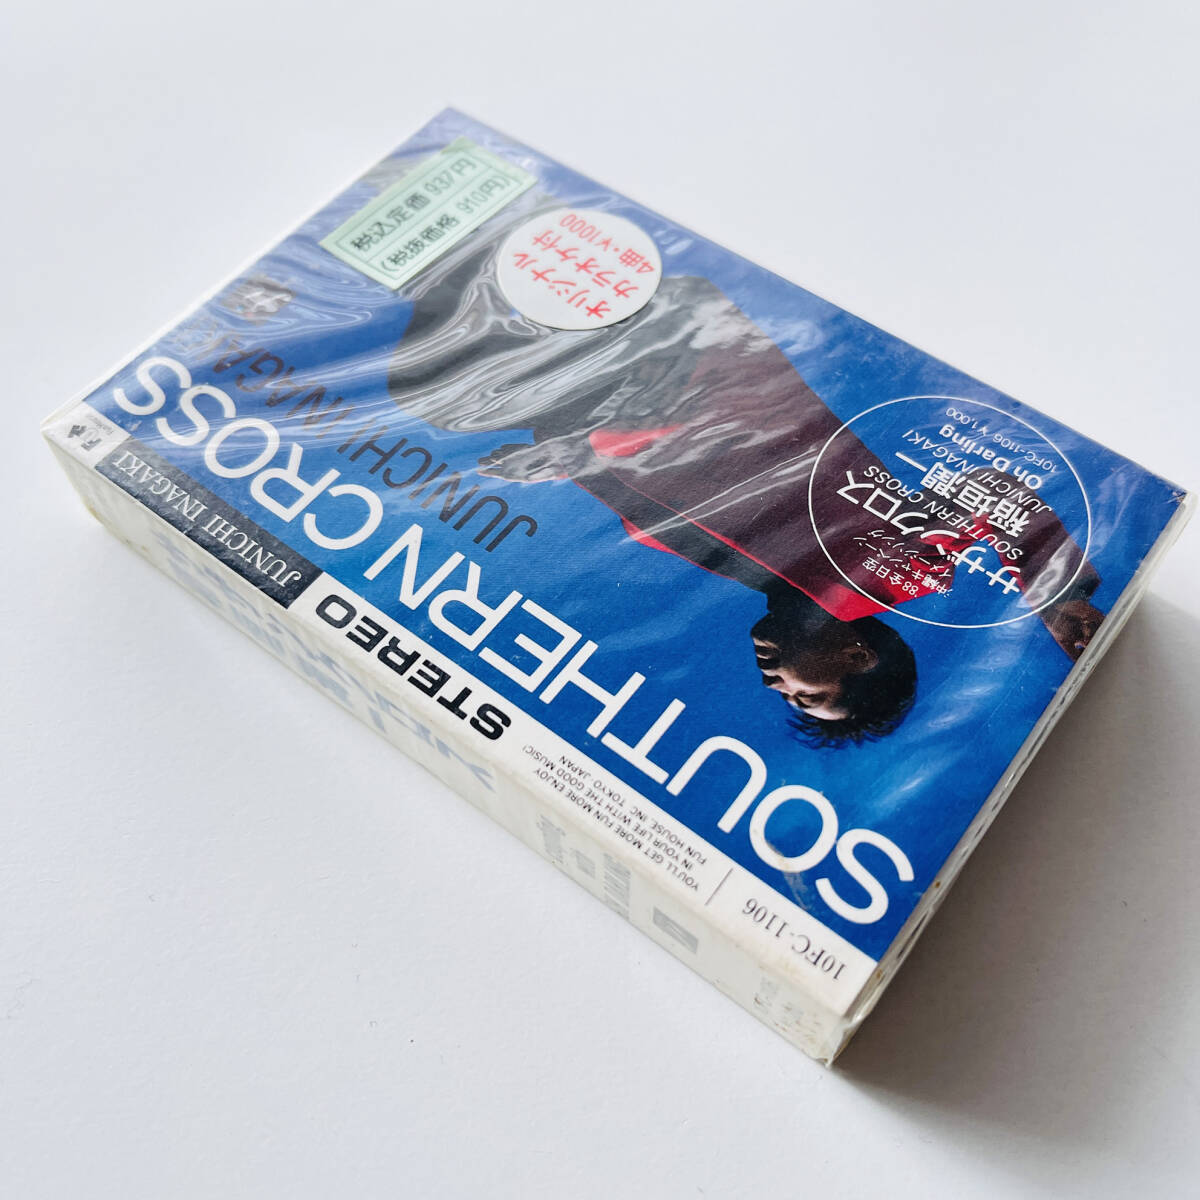 税込定価 937円
(税抜価格 910円)
オリジナル
カラオケ付
4曲・¥1000
'88全日空
沖縄キャンペーン
イメージソング
サザンクロス
SOUTHERN CROSS
稲垣潤一
JUNICHI INAGAKI
Oh Darling
10FC-1106 ¥1,000
JUNICHI INAGAKI
SOUTHERN CROSS
JUNICHI INAGAKI
STEREO
YOU'LL GET MORE FUN MORE ENJOY
IN YOUR LIFE WITH THE GOOD MUSIC!
FUN HOUSE, INC. TOKYO・JAPAN
10FC-1106